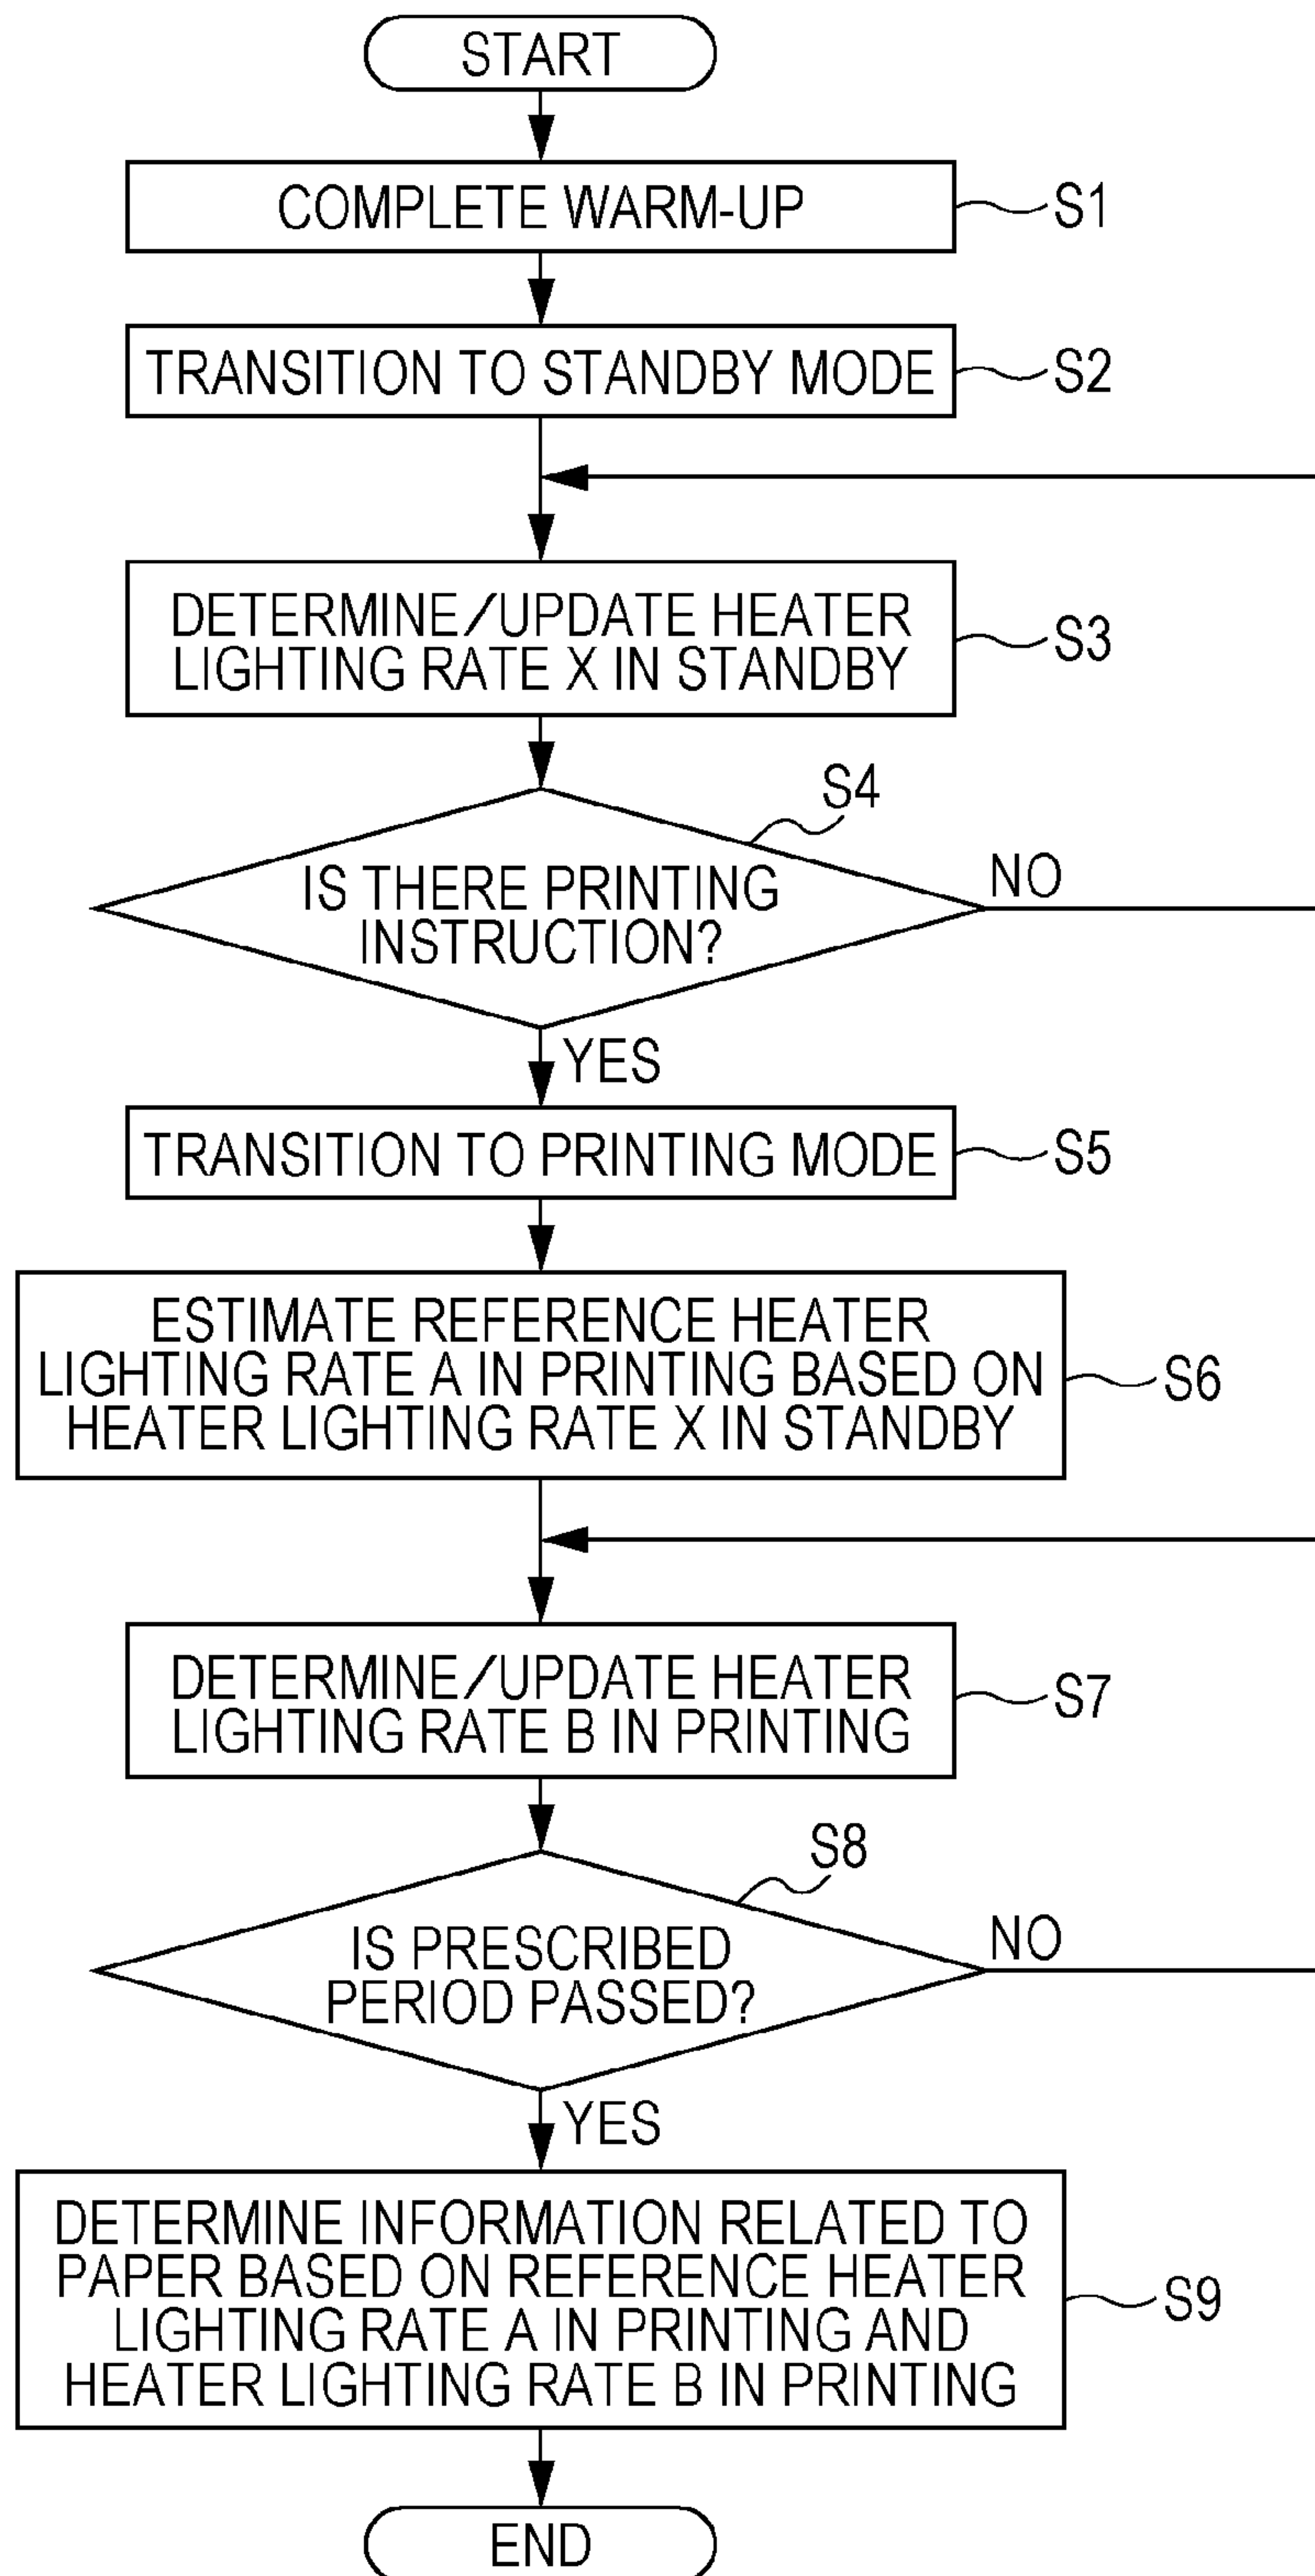 START
COMPLETE WARM-UP
S1
TRANSITION TO STANDBY MODE
S2
DETERMINE/UPDATE HEATER
LIGHTING RATE X IN STANDBY
S3
S4
IS THERE PRINTING
INSTRUCTION?
NO
YES
TRANSITION TO PRINTING MODE
S5
ESTIMATE REFERENCE HEATER
LIGHTING RATE A IN PRINTING BASED ON
HEATER LIGHTING RATE X IN STANDBY
S6
DETERMINE/UPDATE HEATER
LIGHTING RATE B IN PRINTING
S7
S8
IS PRESCRIBED
PERIOD PASSED?
NO
YES
DETERMINE INFORMATION RELATED TO
PAPER BASED ON REFERENCE HEATER
LIGHTING RATE A IN PRINTING AND
HEATER LIGHTING RATE B IN PRINTING
S9
END